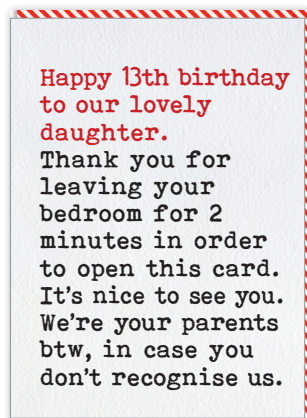 Happy 13th birthday
to our lovely
daughter.
Thank you for
leaving your
bedroom for 2
minutes in order
to open this card.
It's nice to see you.
We're your parents
btw, in case you
don't recognise us.